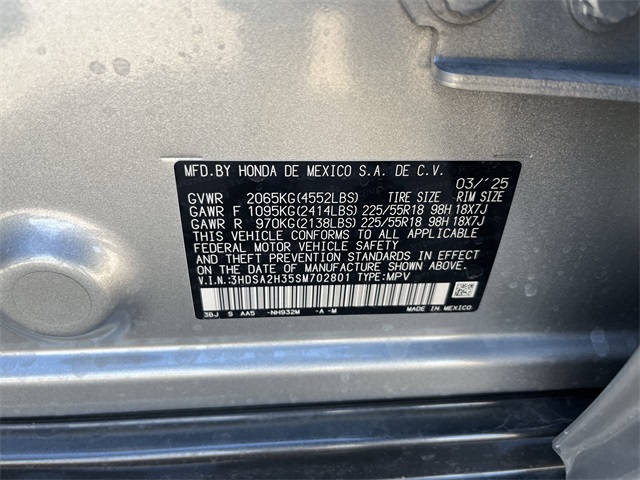 MFD.BY HONDA DE MEXICO S.A. DE C.V.
03/´25
GVWR 2065KG(4552LBS) TIRE SIZE RIM SIZE
GAWR F 1095KG(2414LBS) 225/55R18 98H 18X7J
GAWR R 970KG(2138LBS) 225/55R18 98H 18X7J
THIS VEHICLE CONFORMS TO ALL APPLICABLE
FEDERAL MOTOR VEHICLE SAFETY
AND THEFT PREVENTION STANDARDS IN EFFECT
ON THE DATE OF MANUFACTURE SHOWN ABOVE.
V.I.N.:3HDSA2H35SM702801 TYPE:MPV
3BJ S AA5 -NH932M -A -M MADE IN MEXICO